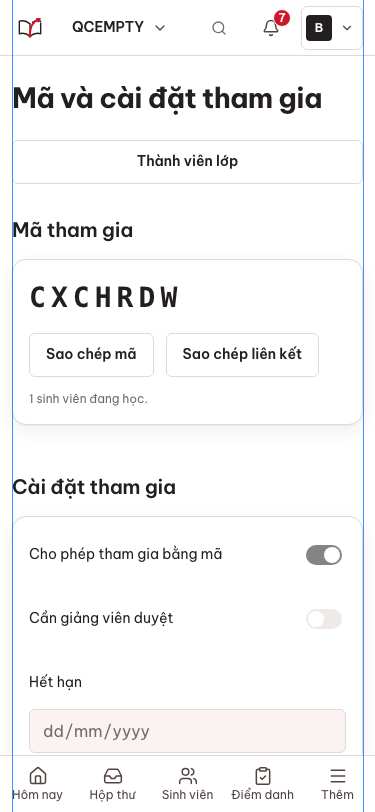 QCEMPTY
7
B
Mã và cài đặt tham gia
Thành viên lớp
Mã tham gia
CXCHRDW
Sao chép mã
Sao chép liên kết
1 sinh viên đang học.
Cài đặt tham gia
Cho phép tham gia bằng mã
Cần giảng viên duyệt
Hết hạn
dd/mm/yyyy
Hôm nay
Hộp thư
Sinh viên
Điểm danh
Thêm